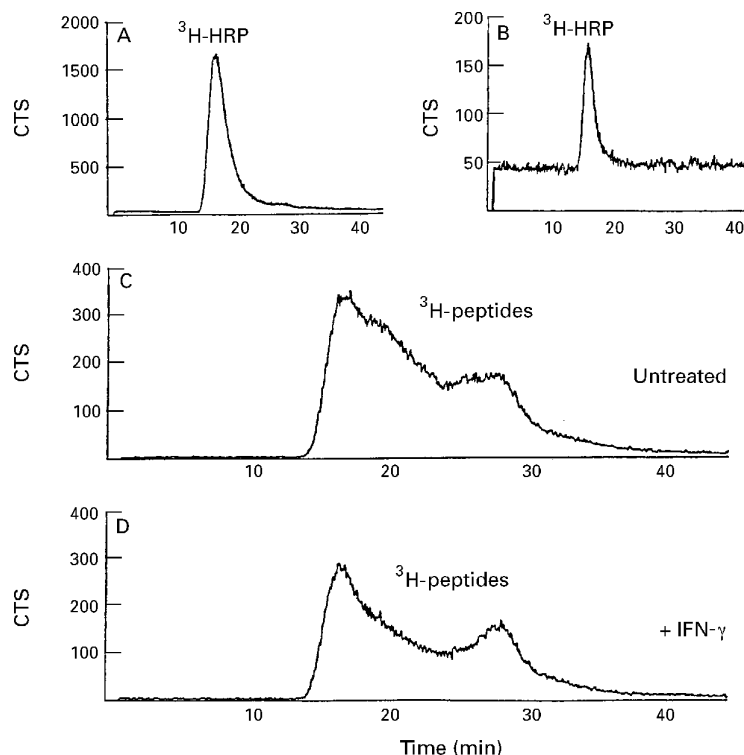 A
³H-HRP
CTS
2000
1500
1000
500
10 20 30 40
B
³H-HRP
CTS
200
150
100
50
10 20 30 40
C
³H-peptides
Untreated
CTS
400
300
200
100
10 20 30 40
D
³H-peptides
+ IFN-γ
CTS
400
300
200
100
10 20 30 40
Time (min)